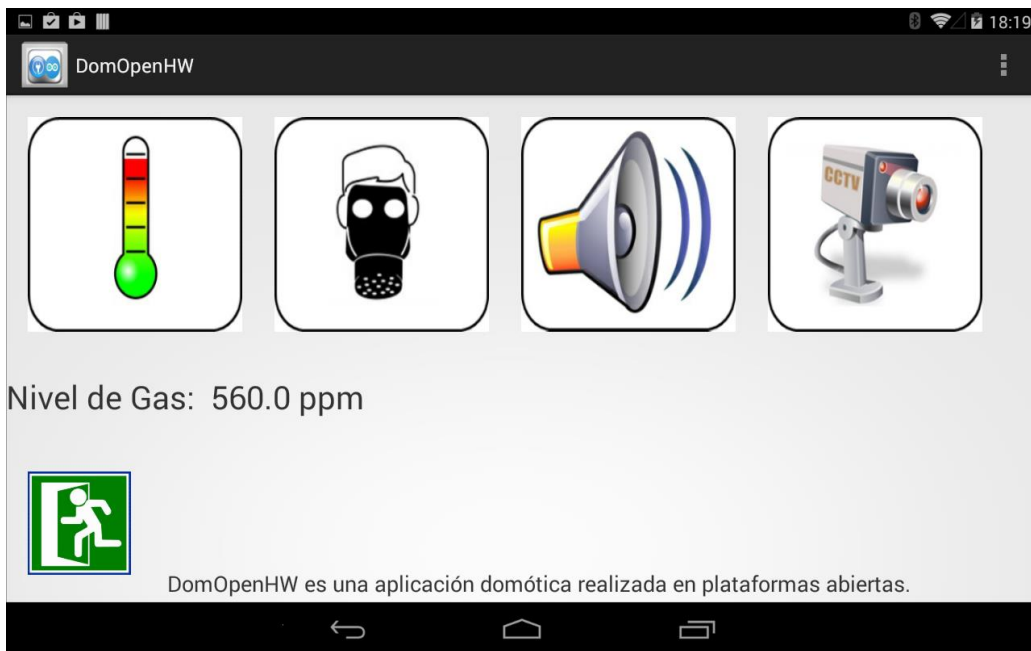 18:19
DomOpenHW
CCTV
Nivel de Gas: 560.0 ppm
DomOpenHW es una aplicación domótica realizada en plataformas abiertas.